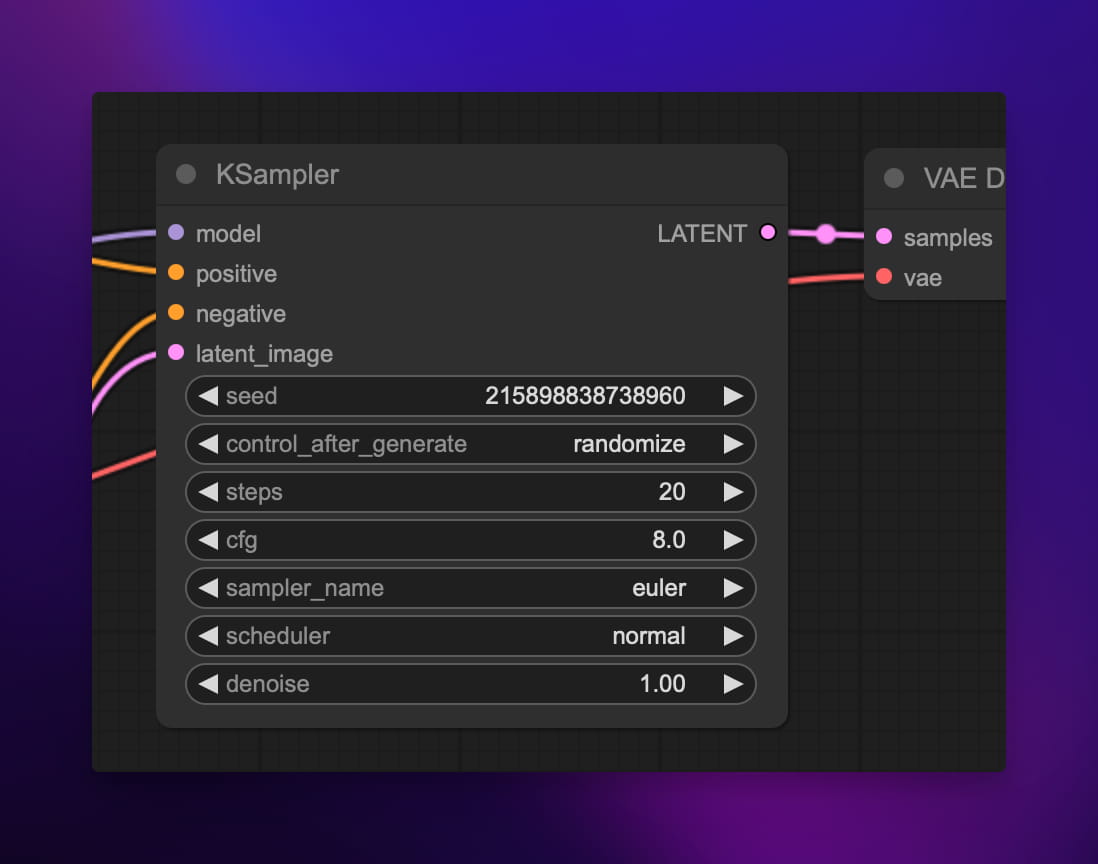 KSampler
VAE D
model
LATENT
samples
positive
vae
negative
latent_image
seed 215898838738960
control_after_generate randomize
steps 20
cfg 8.0
sampler_name euler
scheduler normal
denoise 1.00